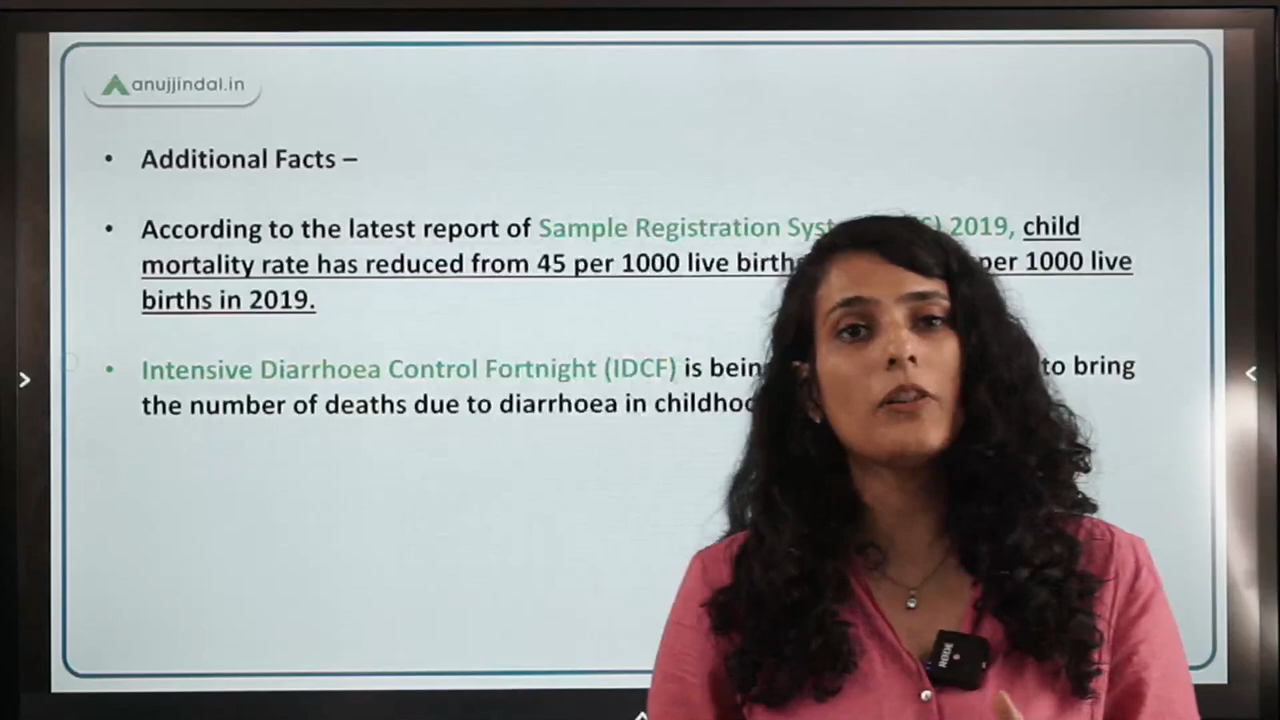 anujjindal.in
• Additional Facts –
• According to the latest report of Sample Registration Syst S) 2019, child
mortality rate has reduced from 45 per 1000 live birth per 1000 live
births in 2019.
• Intensive Diarrhoea Control Fortnight (IDCF) is bein to bring
the number of deaths due to diarrhoea in childhoo
RODE